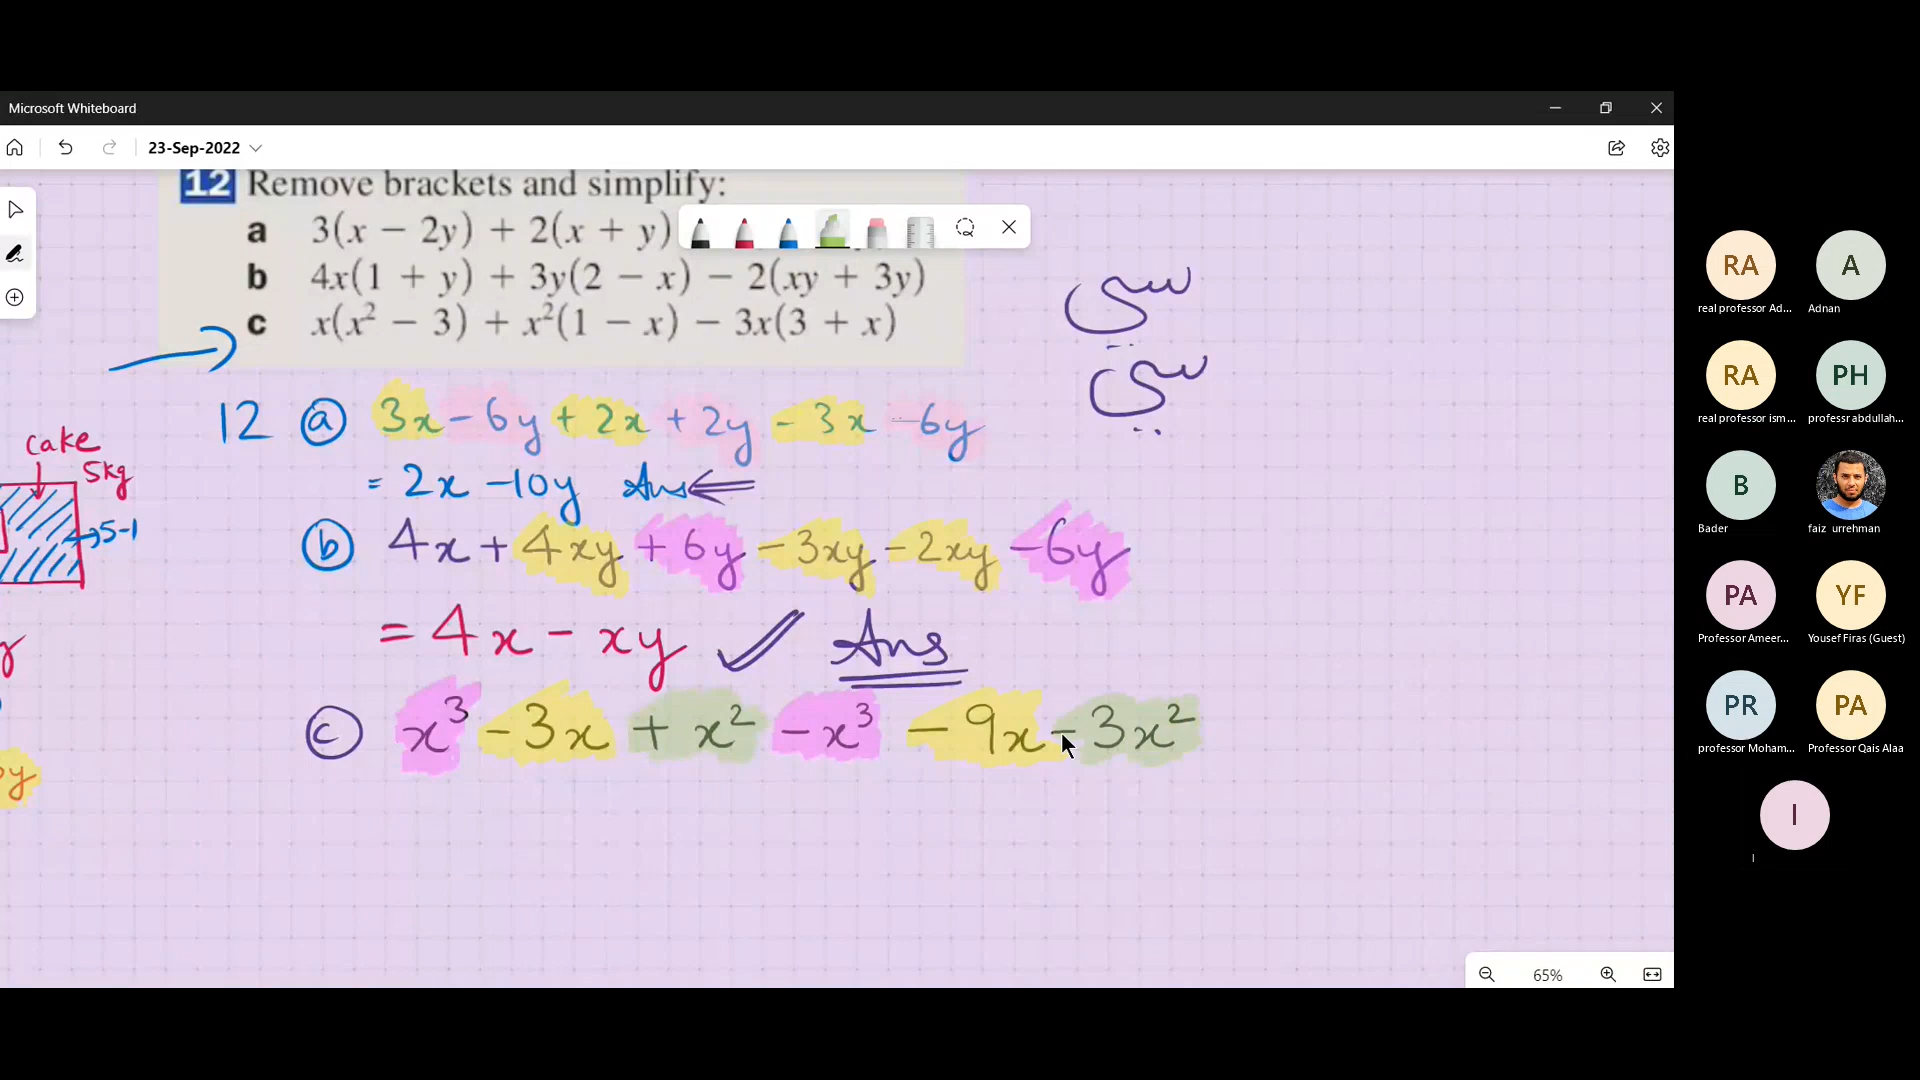 Microsoft Whiteboard
23-Sep-2022
12 Remove brackets and simplify:
a 3(x − 2y) + 2(x + y)
b 4x(1 + y) + 3y(2 − x) − 2(xy + 3y)
c x(x² − 3) + x²(1 − x) − 3x(3 + x)
سی
سی
cake
5kg
5-1
12 (a) 3x - 6y + 2x + 2y - 3x - 6y
= 2x - 10y Ans
(b) 4x + 4xy + 6y - 3xy - 2xy - 6y
= 4x - xy Ans
(c) x³ - 3x + x² - x³ - 9x - 3x²
y
65%
RA
real professor Ad...
A
Adnan
RA
real professor ism...
PH
professr abdullah...
B
Bader
faiz urrehman
PA
Professor Ameer...
YF
Yousef Firas (Guest)
PR
professor Moham...
PA
Professor Qais Alaa
I
I